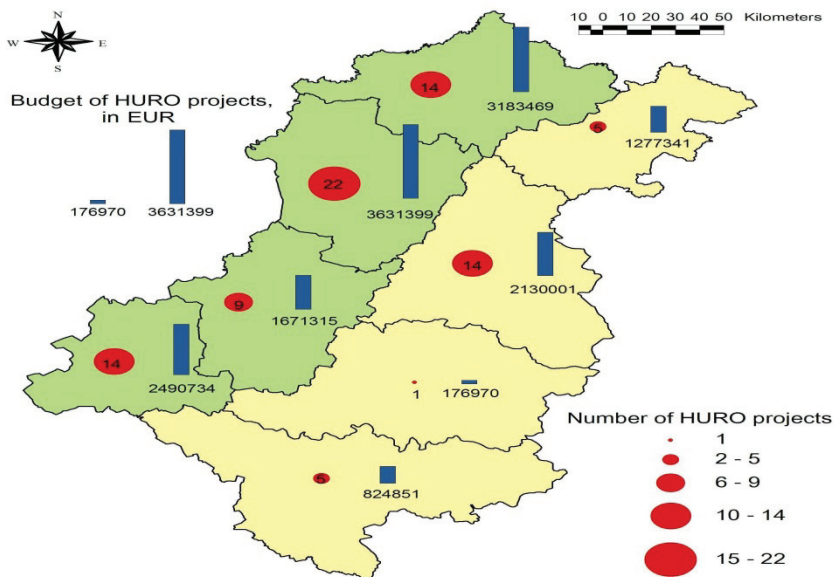 N
W E
S
10 0 10 20 30 40 50 Kilometers
Budget of HURO projects,
in EUR
176970 3631399
14
3183469
5
1277341
22
3631399
14
2130001
9
1671315
14
2490734
1 176970
5
824851
Number of HURO projects
1
2 - 5
6 - 9
10 - 14
15 - 22